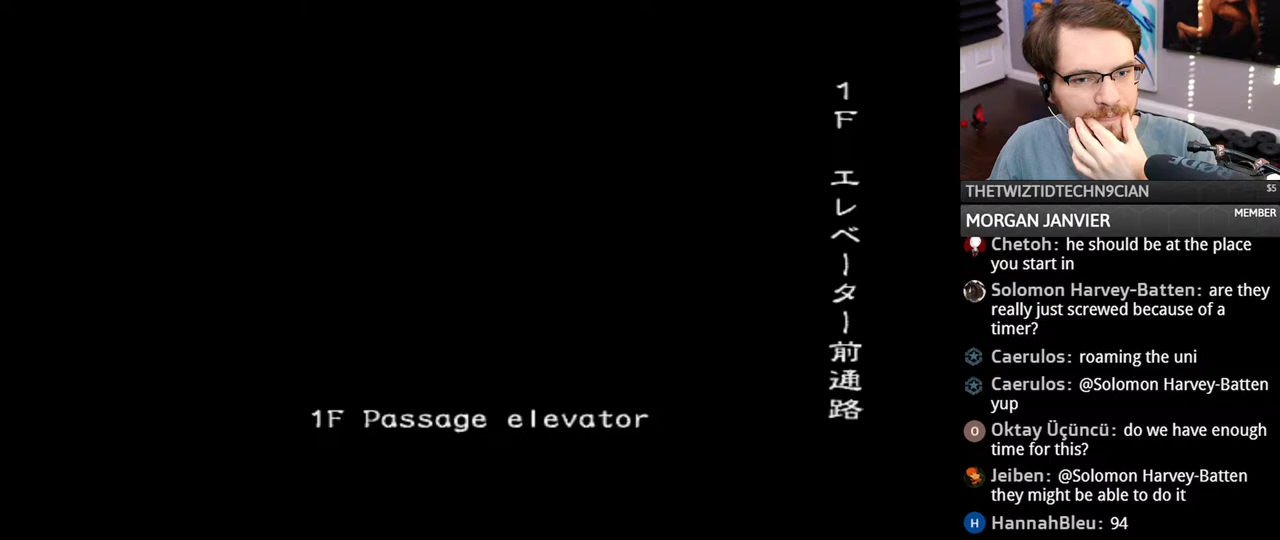 1F エレベーター前通路
1F Passage elevator
THETWIZTIDTECHN9CIAN $5
MORGAN JANVIER MEMBER
Chetoh: he should be at the place
you start in
Solomon Harvey-Batten: are they
really just screwed because of a
timer?
Caerulos: roaming the uni
Caerulos: @Solomon Harvey-Batten
yup
O Oktay Üçüncü: do we have enough
time for this?
Jeiben: @Solomon Harvey-Batten
they might be able to do it
H HannahBleu: 94